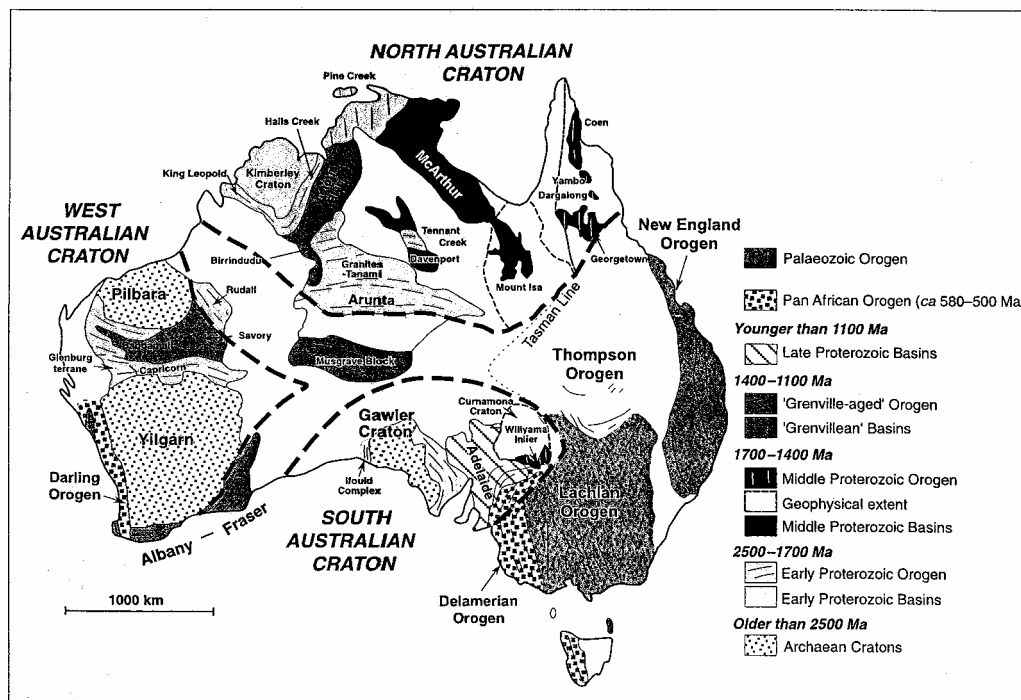 NORTH AUSTRALIAN
CRATON
Pine Creek
Halls Creek
Coen
King Leopold
Kimberley
Craton
McArthur
Yambo
Dargalong
WEST
AUSTRALIAN
CRATON
Tennant
Creek
Davenport
New England
Orogen
Birrindudu
Granites
-Tanami
Georgetown
Mount Isa
Pilbara
Rudall
Arunta
Tasman Line
Savory
Musgrave Block
Thompson
Orogen
Glenburg
terrane
Capricorn
Curnamona
Craton
Gawler
Craton
Willyama
Inlier
Yilgarn
Adelaide
Lachlan
Orogen
Darling
Orogen
Ifould
Complex
Albany – Fraser
SOUTH
AUSTRALIAN
CRATON
1000 km
Delamerian
Orogen
Palaeozoic Orogen
Pan African Orogen (ca 580–500 Ma
Younger than 1100 Ma
Late Proterozoic Basins
1400–1100 Ma
'Grenville-aged' Orogen
'Grenvillean' Basins
1700–1400 Ma
Middle Proterozoic Orogen
Geophysical extent
Middle Proterozoic Basins
2500–1700 Ma
Early Proterozoic Orogen
Early Proterozoic Basins
Older than 2500 Ma
Archaean Cratons